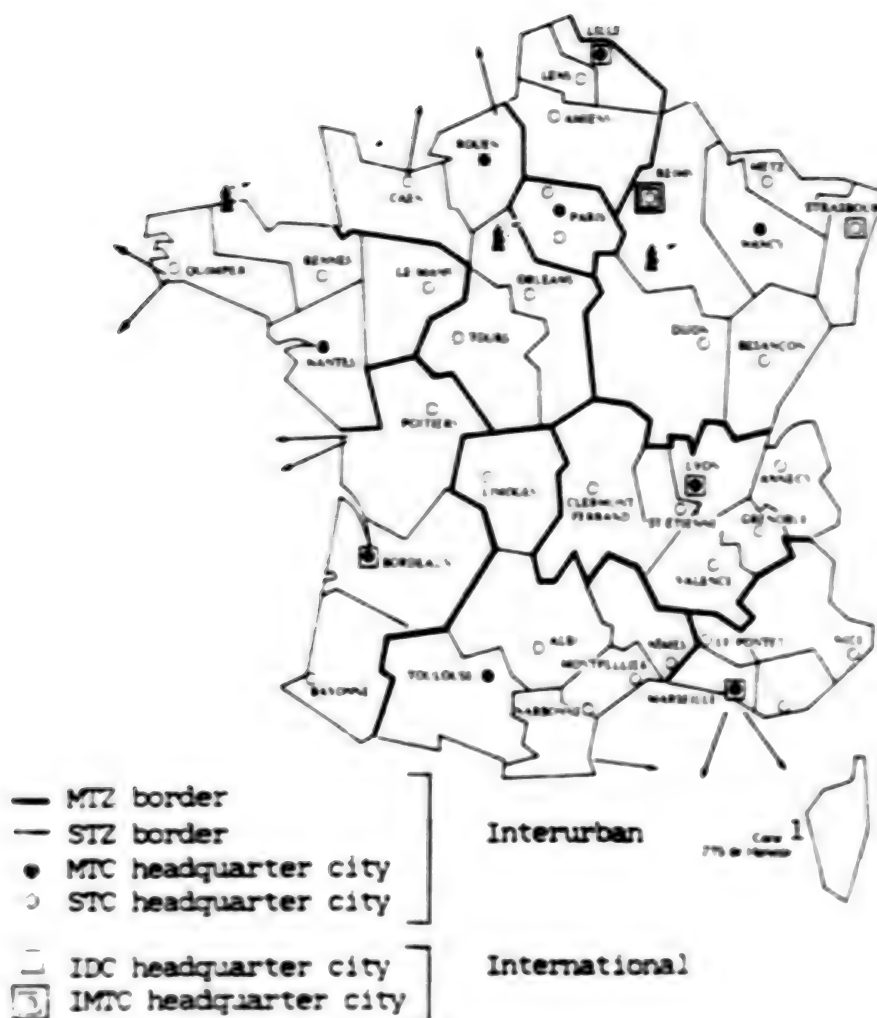 LILLE
LENS
AMIENS
ROUEN
REIMS
METZ
CAEN
PARIS
STRASBOURG
NANCY
QUIMPER
RENNES
LE MANS
ORLEANS
TOURS
DIJON
BESANCON
NANTES
POITIERS
LYON
ANNECY
LIMOGES
CLERMONT
FERRAND
ST ETIENNE
GRENOBLE
BORDEAUX
VALENCE
ALBI
NIMES
LE PONTET
NICE
BAYONNE
TOULOUSE
MONTPELLIER
MARSEILLE
NARBONNE
MTZ border
STZ border
Interurban
MTC headquarter city
STC headquarter city
IDC headquarter city
International
IMTC headquarter city